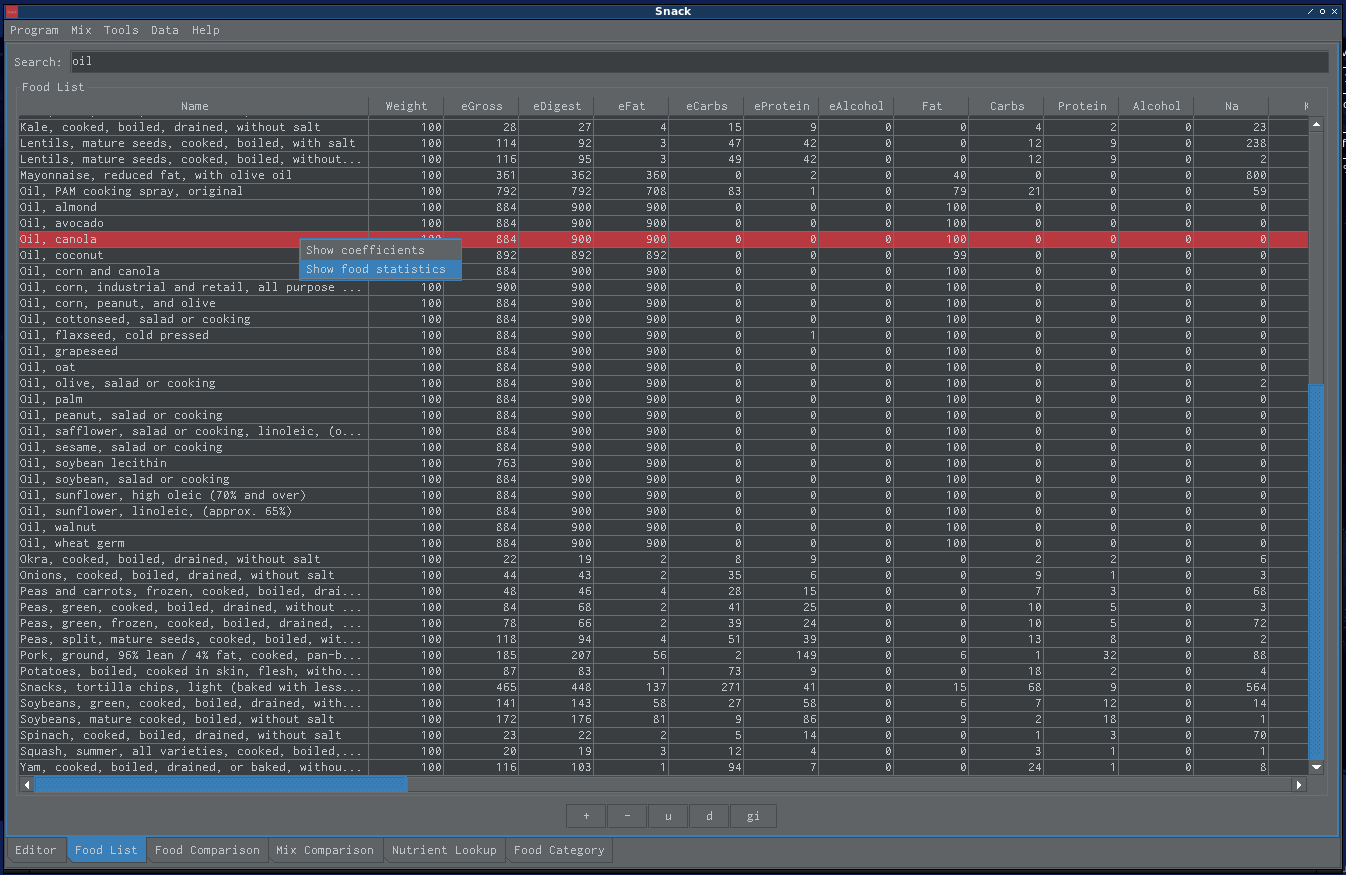 Snack
Program Mix Tools Data Help
Search: oil
Food List
Name Weight eGross eDigest eFat eCarbs eProtein eAlcohol Fat Carbs Protein Alcohol Na
Kale, cooked, boiled, drained, without salt 100 28 27 4 15 9 0 0 4 2 0 23
Lentils, mature seeds, cooked, boiled, with salt 100 114 92 3 47 42 0 0 12 9 0 238
Lentils, mature seeds, cooked, boiled, without... 100 116 95 3 49 42 0 0 12 9 0 2
Mayonnaise, reduced fat, with olive oil 100 361 362 360 0 2 0 40 0 0 0 800
Oil, PAM cooking spray, original 100 792 792 708 83 1 0 79 21 0 0 59
Oil, almond 100 884 900 900 0 0 0 100 0 0 0 0
Oil, avocado 100 884 900 900 0 0 0 100 0 0 0 0
Oil, canola 100 884 900 900 0 0 0 100 0 0 0 0
Show coefficients
Oil, coconut 892 892 892 0 0 0 99 0 0 0 0
Show food statistics
Oil, corn and canola 884 900 900 0 0 0 100 0 0 0 0
Oil, corn, industrial and retail, all purpose ... 100 900 900 900 0 0 0 100 0 0 0 0
Oil, corn, peanut, and olive 100 884 900 900 0 0 0 100 0 0 0 0
Oil, cottonseed, salad or cooking 100 884 900 900 0 0 0 100 0 0 0 0
Oil, flaxseed, cold pressed 100 884 900 900 0 1 0 100 0 0 0 0
Oil, grapeseed 100 884 900 900 0 0 0 100 0 0 0 0
Oil, oat 100 884 900 900 0 0 0 100 0 0 0 0
Oil, olive, salad or cooking 100 884 900 900 0 0 0 100 0 0 0 2
Oil, palm 100 884 900 900 0 0 0 100 0 0 0 0
Oil, peanut, salad or cooking 100 884 900 900 0 0 0 100 0 0 0 0
Oil, safflower, salad or cooking, linoleic, (o... 100 884 900 900 0 0 0 100 0 0 0 0
Oil, sesame, salad or cooking 100 884 900 900 0 0 0 100 0 0 0 0
Oil, soybean lecithin 100 763 900 900 0 0 0 100 0 0 0 0
Oil, soybean, salad or cooking 100 884 900 900 0 0 0 100 0 0 0 0
Oil, sunflower, high oleic (70% and over) 100 884 900 900 0 0 0 100 0 0 0 0
Oil, sunflower, linoleic, (approx. 65%) 100 884 900 900 0 0 0 100 0 0 0 0
Oil, walnut 100 884 900 900 0 0 0 100 0 0 0 0
Oil, wheat germ 100 884 900 900 0 0 0 100 0 0 0 0
Okra, cooked, boiled, drained, without salt 100 22 19 2 8 9 0 0 2 2 0 6
Onions, cooked, boiled, drained, without salt 100 44 43 2 35 6 0 0 9 1 0 3
Peas and carrots, frozen, cooked, boiled, drai... 100 48 46 4 28 15 0 0 7 3 0 68
Peas, green, cooked, boiled, drained, without ... 100 84 68 2 41 25 0 0 10 5 0 3
Peas, green, frozen, cooked, boiled, drained, ... 100 78 66 2 39 24 0 0 10 5 0 72
Peas, split, mature seeds, cooked, boiled, wit... 100 118 94 4 51 39 0 0 13 8 0 2
Pork, ground, 96% lean / 4% fat, cooked, pan-b... 100 185 207 56 2 149 0 6 1 32 0 88
Potatoes, boiled, cooked in skin, flesh, witho... 100 87 83 1 73 9 0 0 18 2 0 4
Snacks, tortilla chips, light (baked with less... 100 465 448 137 271 41 0 15 68 9 0 564
Soybeans, green, cooked, boiled, drained, with... 100 141 143 58 27 58 0 6 7 12 0 14
Soybeans, mature cooked, boiled, without salt 100 172 176 81 9 86 0 9 2 18 0 1
Spinach, cooked, boiled, drained, without salt 100 23 22 2 5 14 0 0 1 3 0 70
Squash, summer, all varieties, cooked, boiled,... 100 20 19 3 12 4 0 0 3 1 0 1
Yam, cooked, boiled, drained, or baked, withou... 100 116 103 1 94 7 0 0 24 1 0 8
+ - u d gi
Editor Food List Food Comparison Mix Comparison Nutrient Lookup Food Category